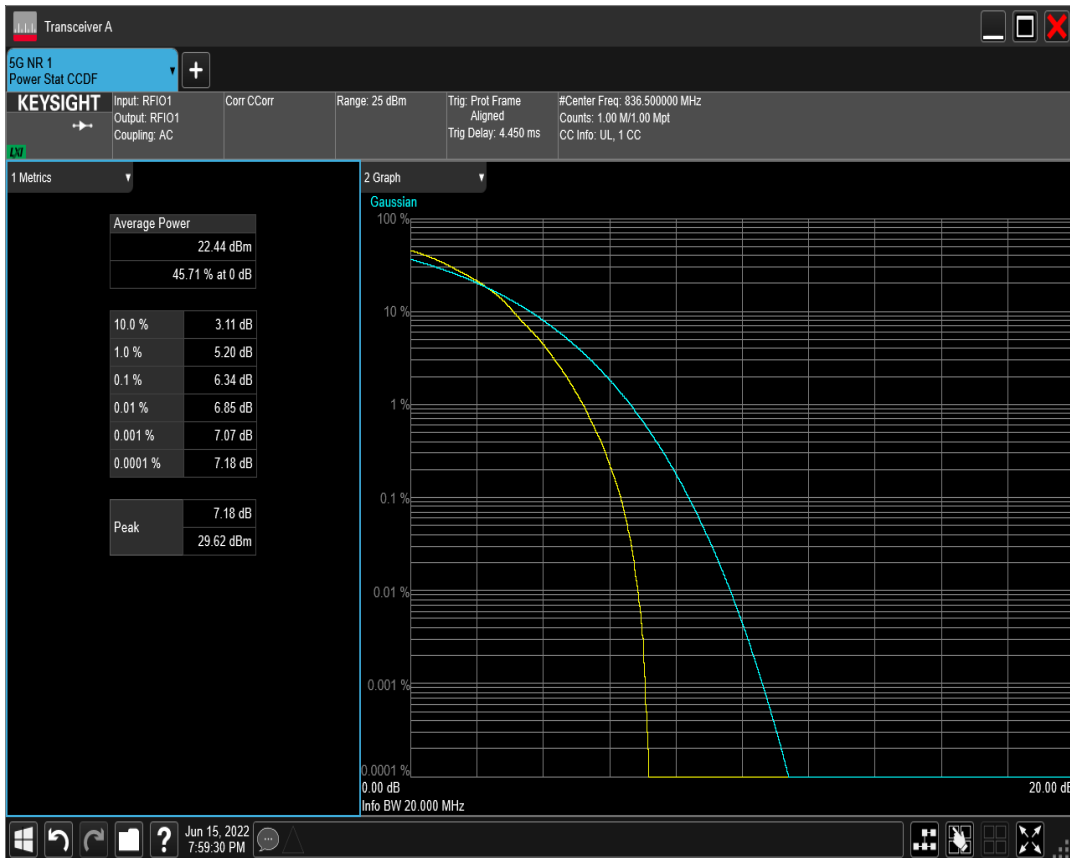 Transceiver A
5G NR 1
Power Stat CCDF
KEYSIGHT
LXI
Input: RFIO1
Output: RFIO1
Coupling: AC
Corr CCorr
Range: 25 dBm
Trig: Prot Frame
Aligned
Trig Delay: 4.450 ms
#Center Freq: 836.500000 MHz
Counts: 1.00 M/1.00 Mpt
CC Info: UL, 1 CC
1 Metrics
Average Power
22.44 dBm
45.71 % at 0 dB
10.0 % 3.11 dB
1.0 % 5.20 dB
0.1 % 6.34 dB
0.01 % 6.85 dB
0.001 % 7.07 dB
0.0001 % 7.18 dB
Peak 7.18 dB
29.62 dBm
2 Graph
Gaussian
100 %
10 %
1 %
0.1 %
0.01 %
0.001 %
0.0001 %
0.00 dB 20.00 dB
Info BW 20.000 MHz
Jun 15, 2022
7:59:30 PM